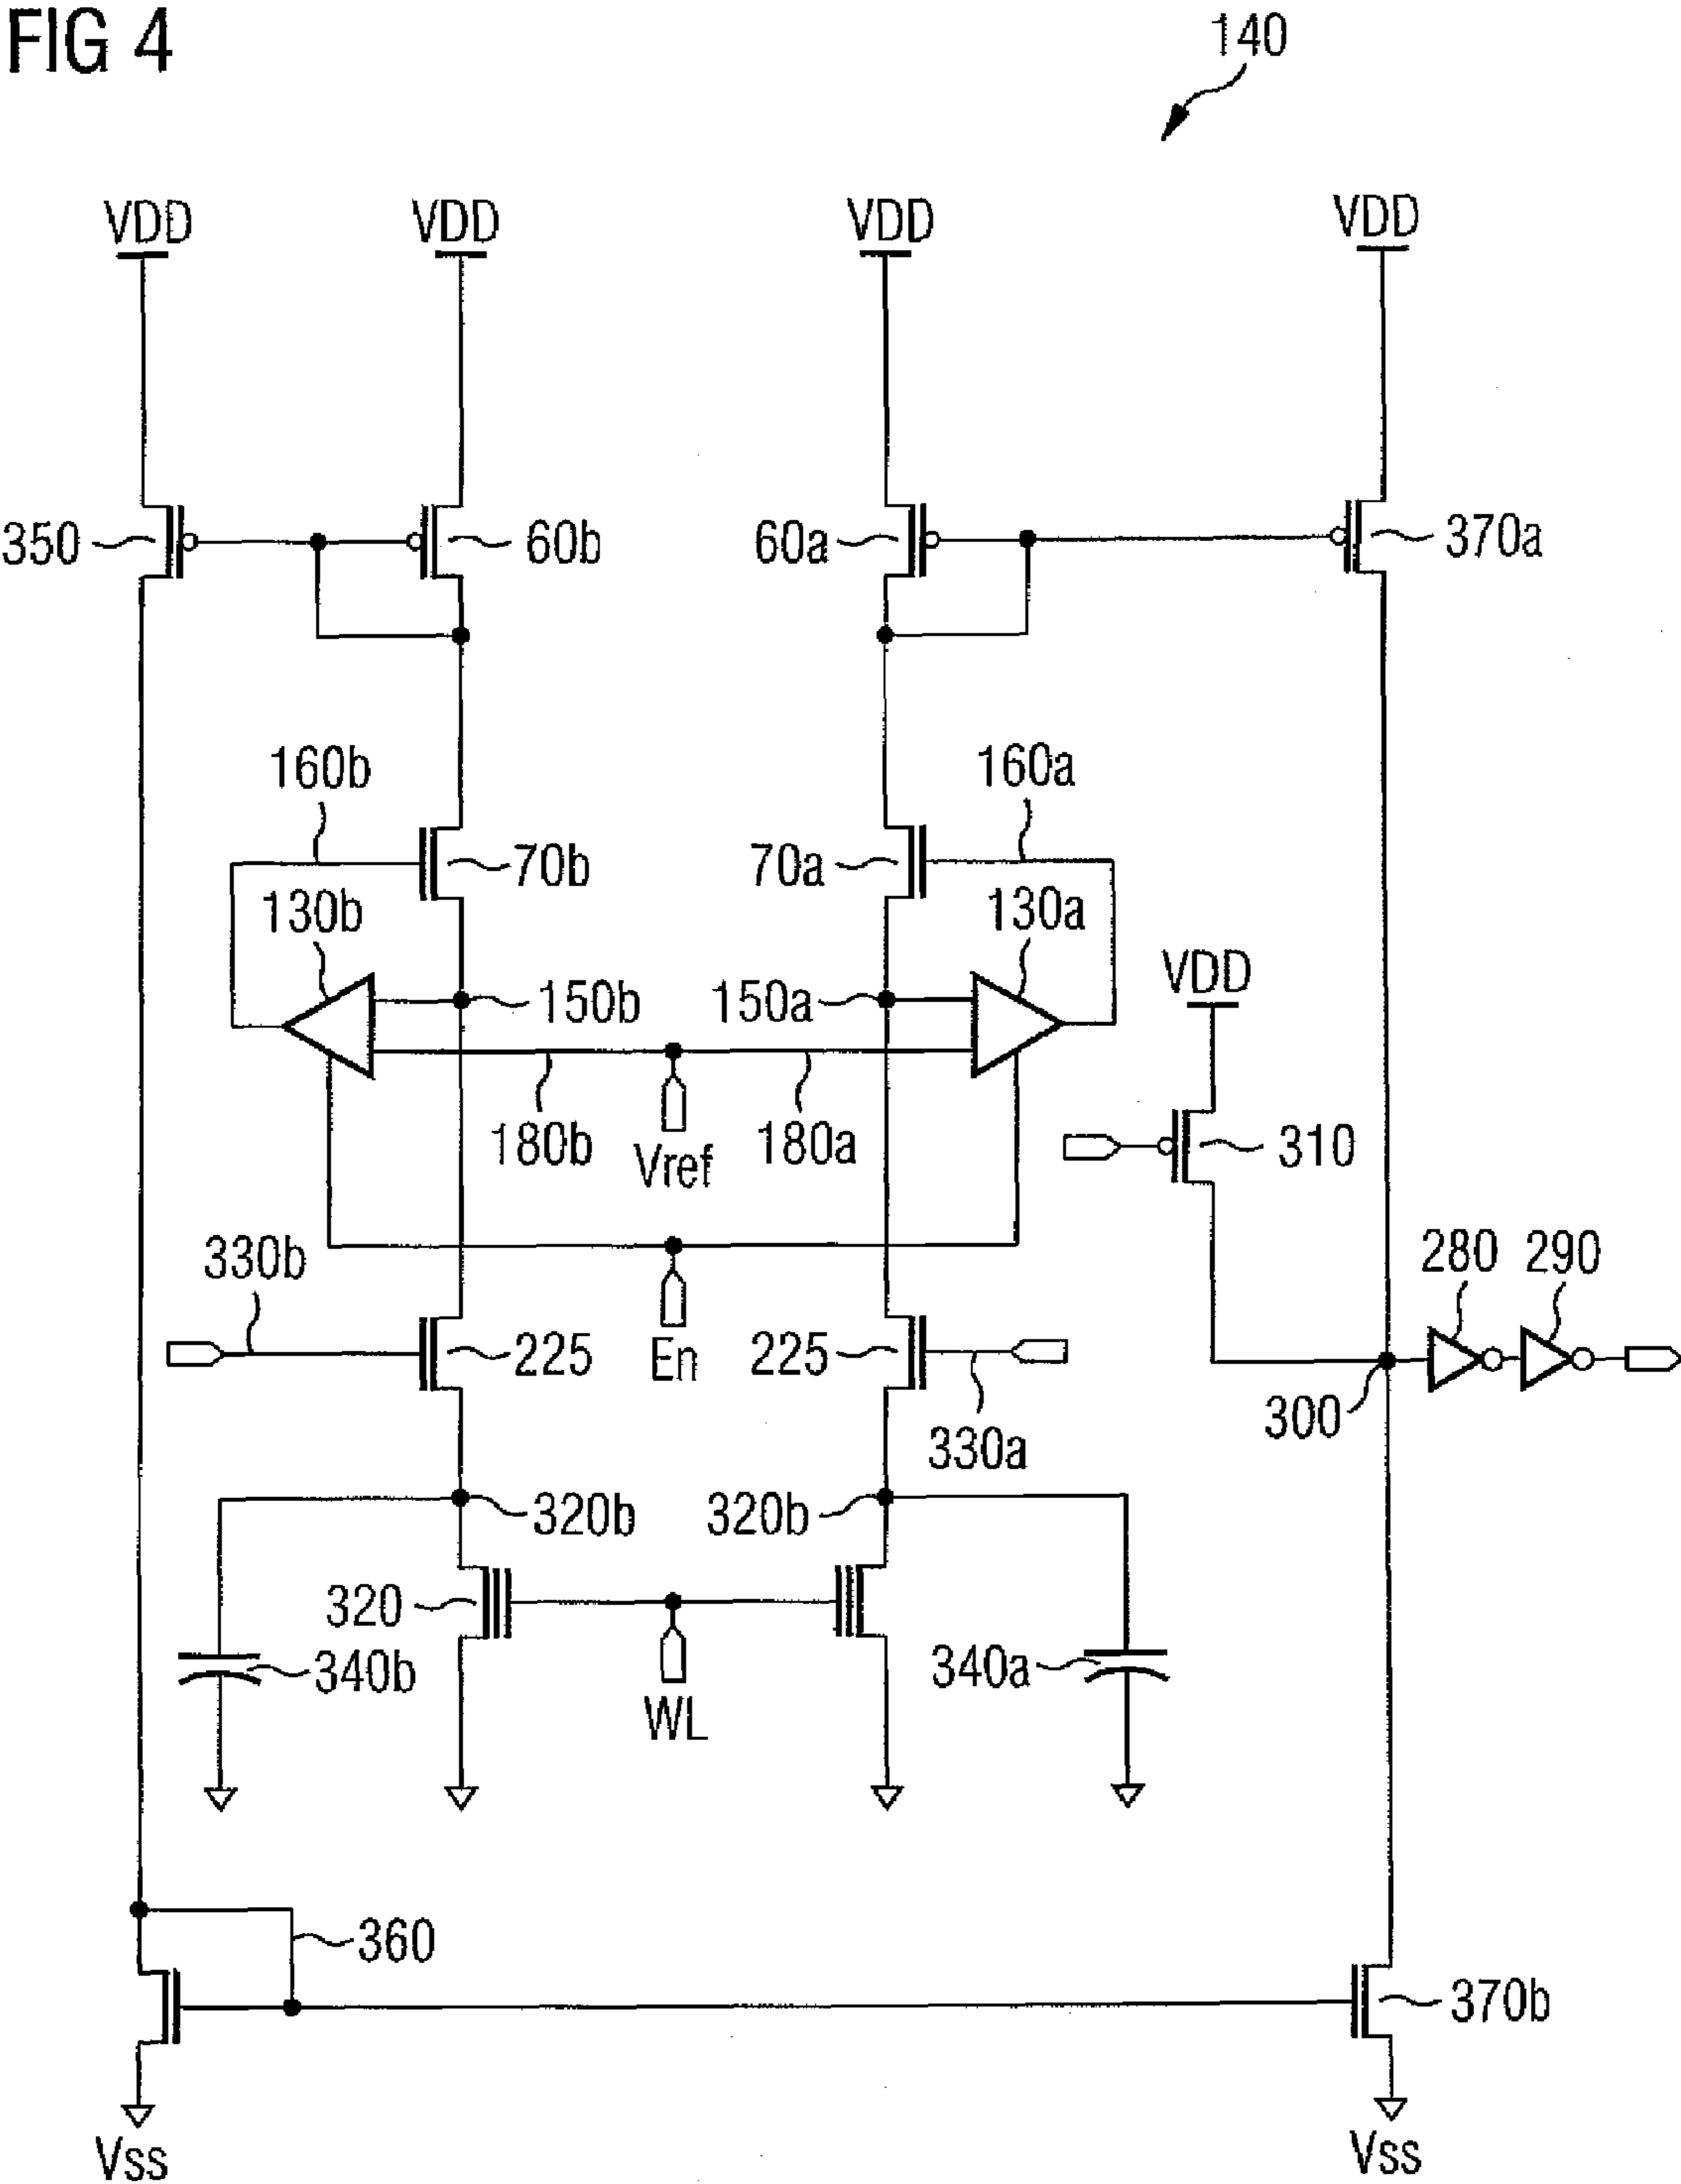 FIG 4
140
VDD
VDD
VDD
VDD
350
60b
60a
370a
160b
160a
70b
70a
130b
130a
150b
150a
VDD
180b
Vref
180a
310
330b
280
290
225
En
225
300
330a
320b
320b
320
340b
WL
340a
360
370b
Vss
Vss